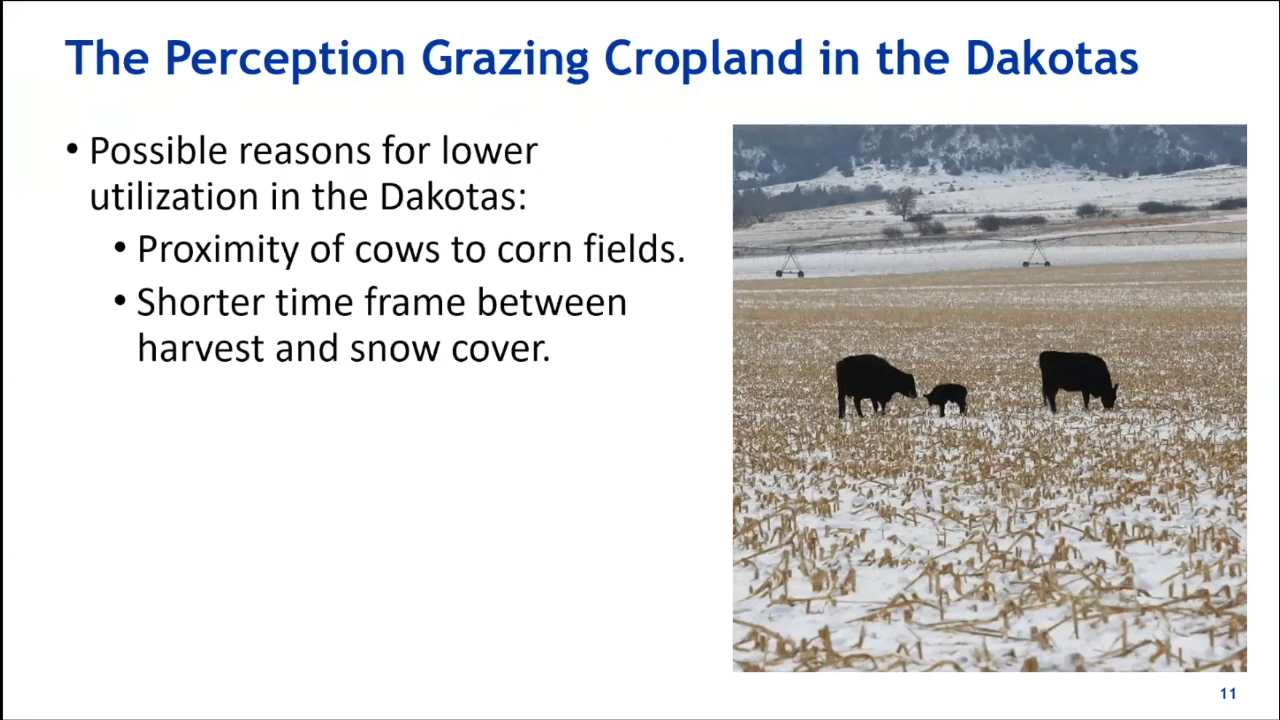 The Perception Grazing Cropland in the Dakotas
• Possible reasons for lower
utilization in the Dakotas:
• Proximity of cows to corn fields.
• Shorter time frame between
harvest and snow cover.
11